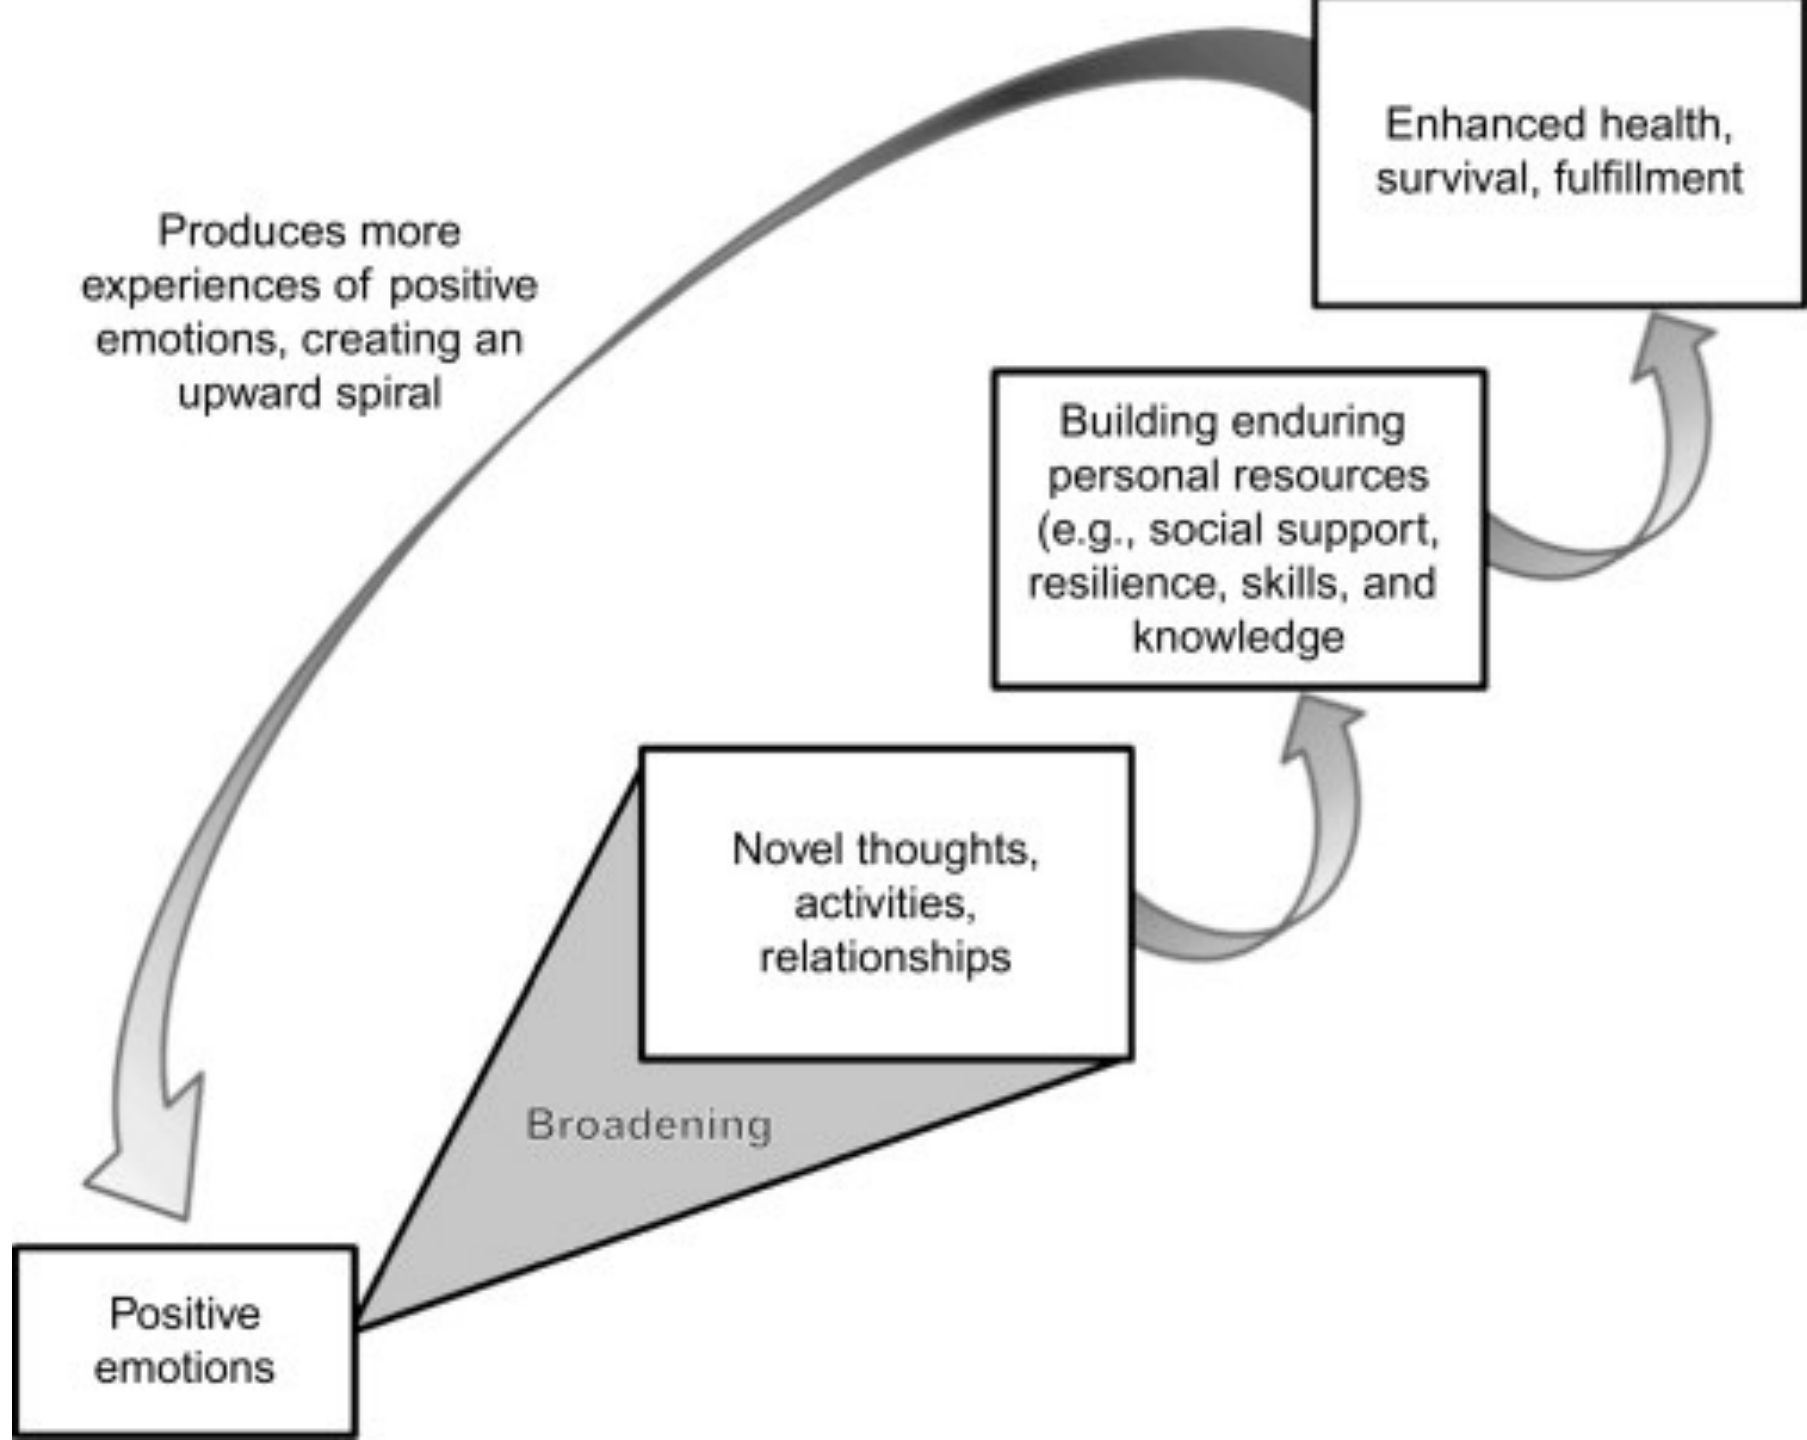 Enhanced health,
survival, fulfillment
Produces more
experiences of positive
emotions, creating an
upward spiral
Building enduring
personal resources
(e.g., social support,
resilience, skills, and
knowledge
Novel thoughts,
activities,
relationships
Broadening
Positive
emotions